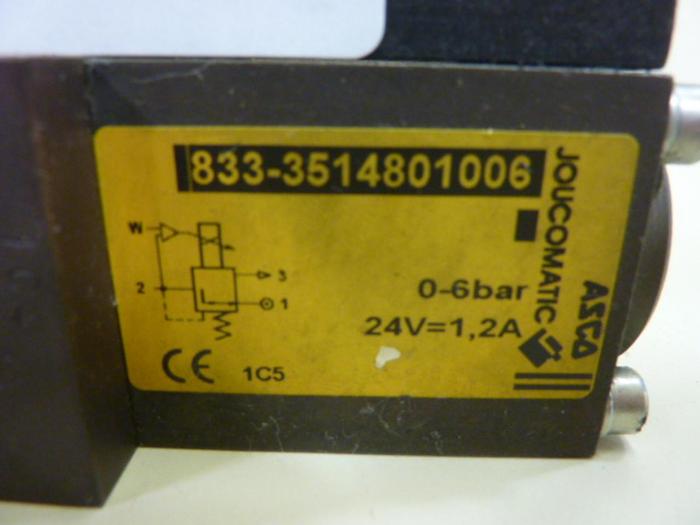 833-3514801006
JOUCOMATIC
ASCO
W
3
2
1
0-6bar
24V=1,2A
CE
1C5